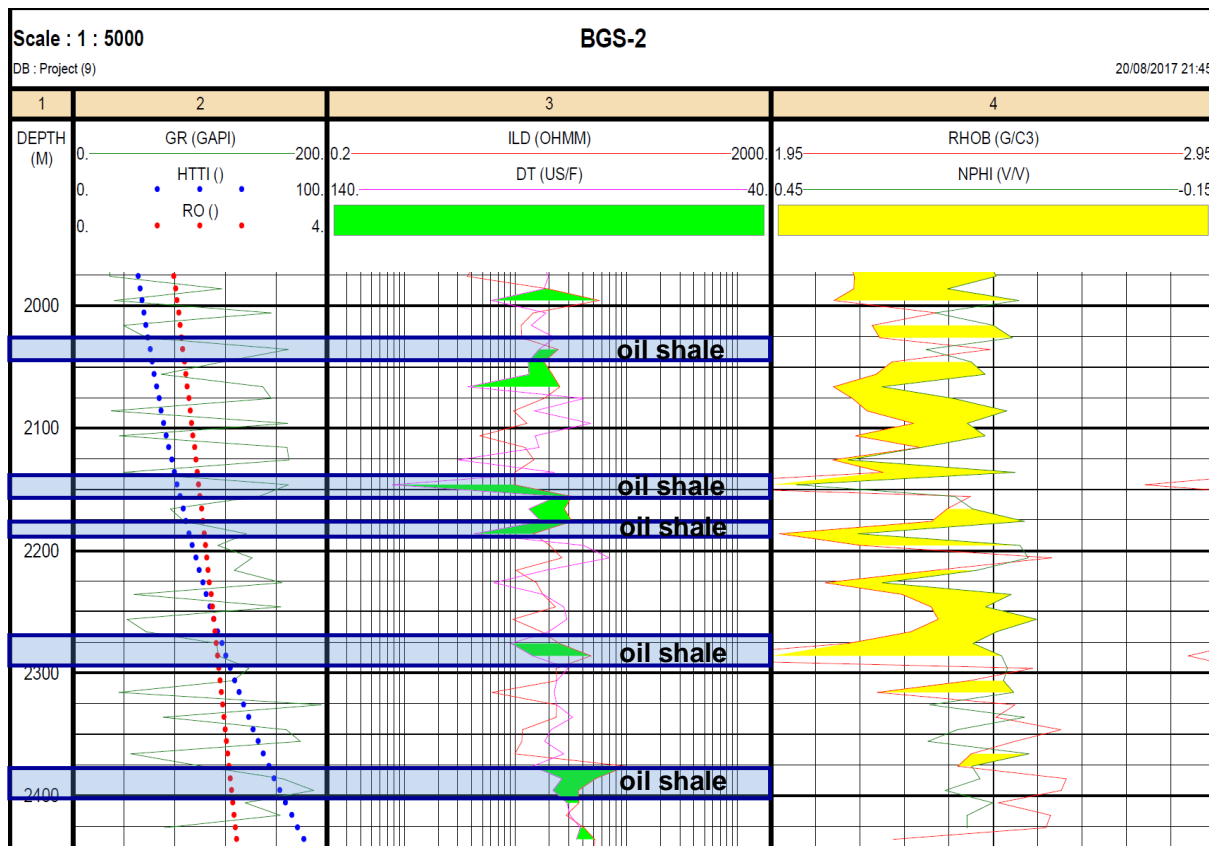 Scale : 1 : 5000
BGS-2
DB : Project (9)
20/08/2017 21:45
1 2 3 4
DEPTH (M)
GR (GAPI)
0. 200.
HTTI ()
0. 100.
RO ()
0. 4.
ILD (OHMM)
0.2 2000.
DT (US/F)
140. 40.
RHOB (G/C3)
1.95 2.95
NPHI (V/V)
0.45 -0.15
2000
oil shale
2100
oil shale
oil shale
2200
oil shale
2300
oil shale
2400